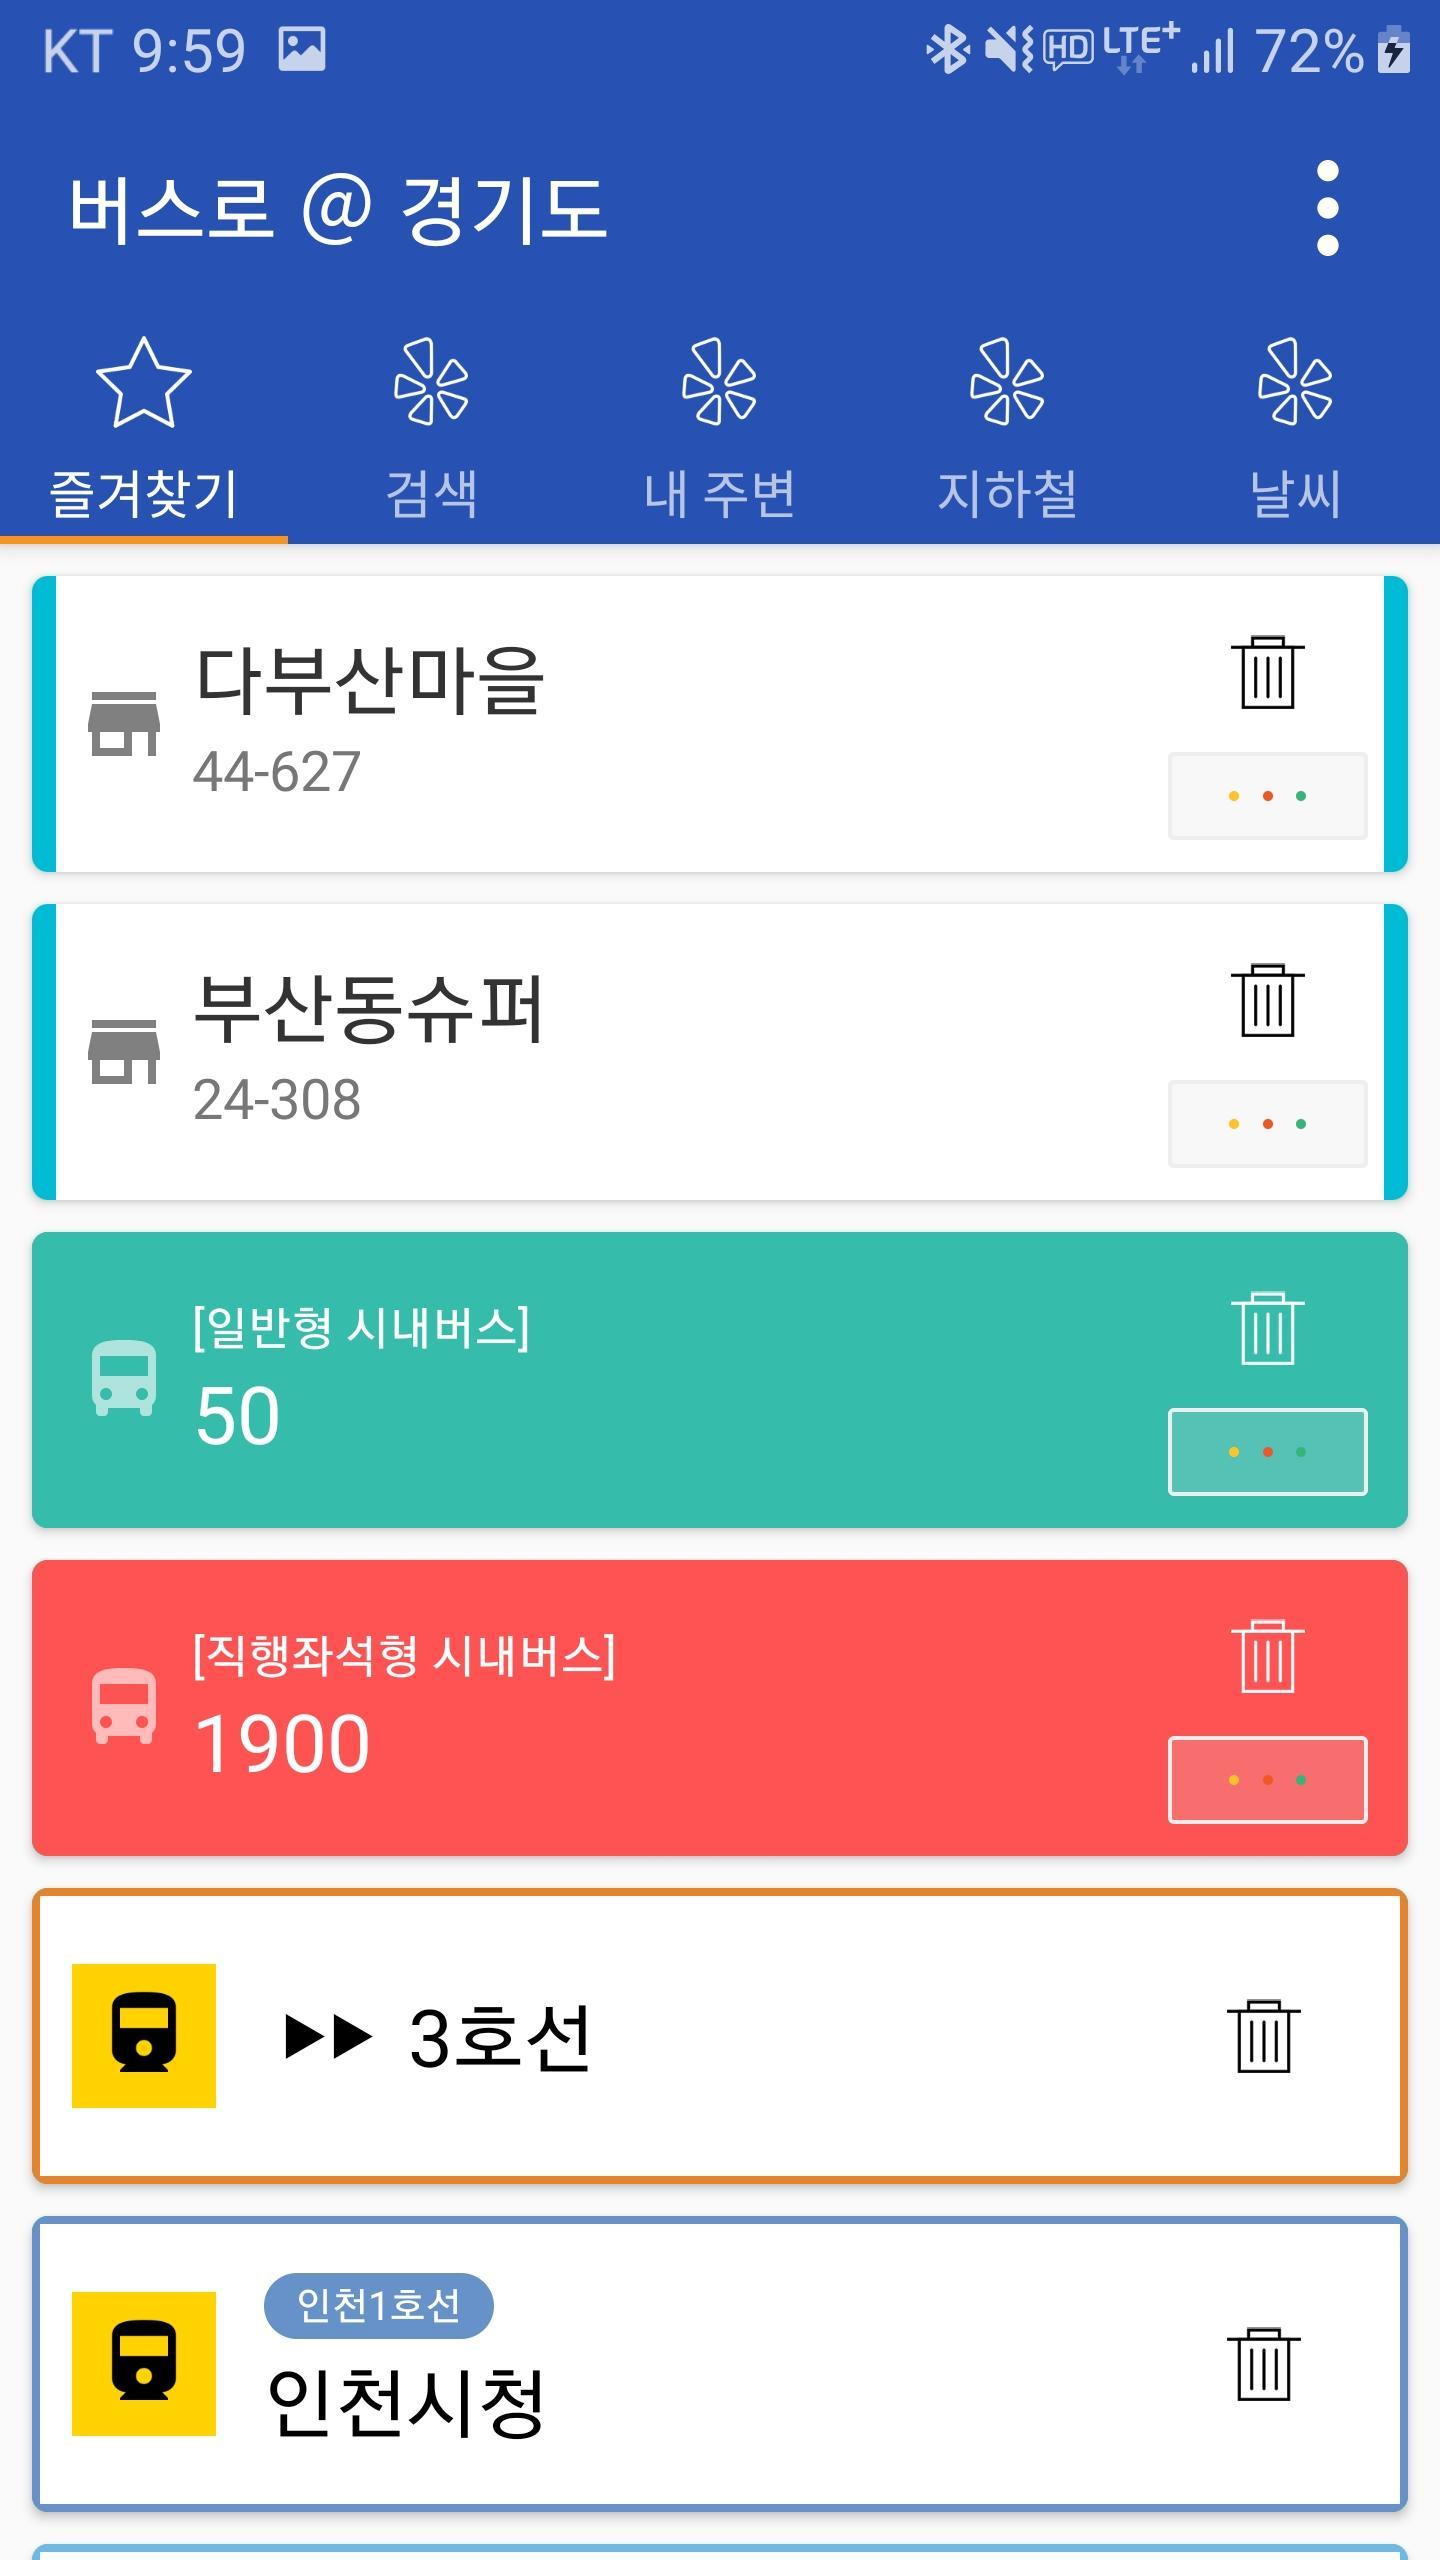 KT 9:59
HD LTE+ 72%
버스로 @ 경기도
즐겨찾기 검색 내 주변 지하철 날씨
다부산마을
44-627
부산동슈퍼
24-308
[일반형 시내버스]
50
[직행좌석형 시내버스]
1900
3호선
인천1호선
인천시청